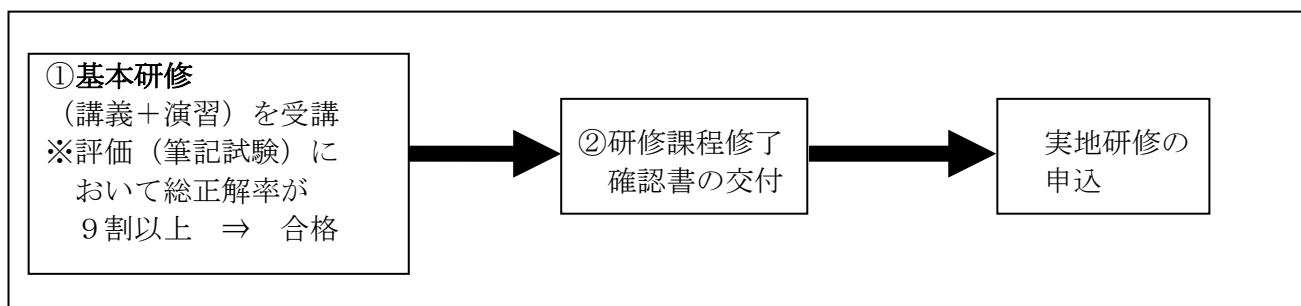 ①基本研修
(講義+演習)を受講
※評価(筆記試験)に
おいて総正解率が
9割以上 ⇒ 合格
②研修課程修了
確認書の交付
実地研修の
申込